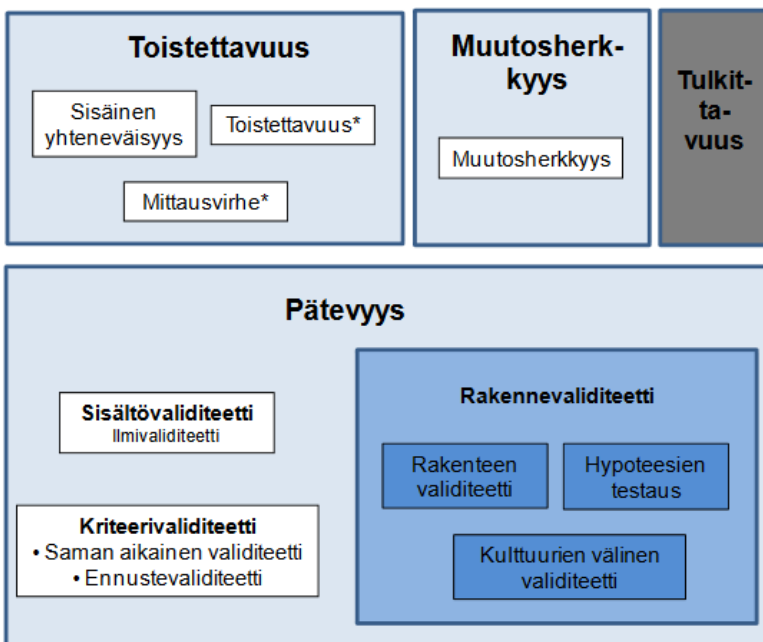 Toistettavuus
Sisäinen
yhteneväisyys
Toistettavuus*
Mittausvirhe*
Muutosherk-
kyys
Muutosherkkyys
Tulkit-
ta-
vuus
Pätevyys
Sisältövaliditeetti
Ilmivaliditeetti
Kriteerivaliditeetti
• Saman aikainen validiteetti
• Ennustevaliditeetti
Rakennevaliditeetti
Rakenteen
validiteetti
Hypoteesien
testaus
Kulttuurien välinen
validiteetti